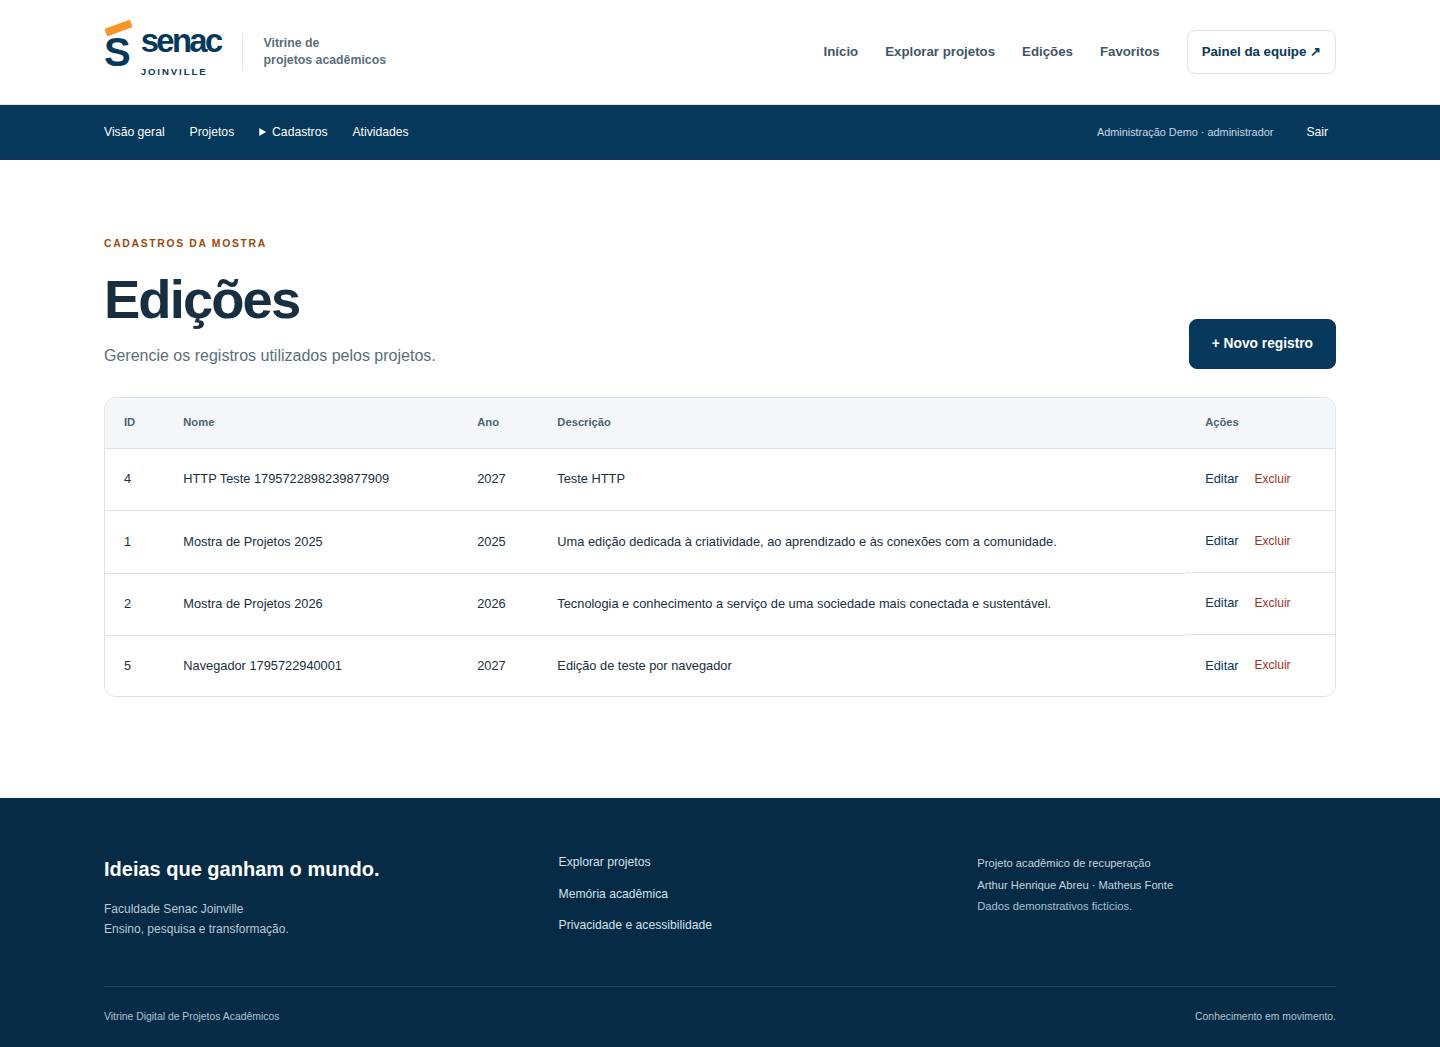 S senac
JOINVILLE
Vitrine de
projetos acadêmicos
Início Explorar projetos Edições Favoritos Painel da equipe ↗
Visão geral Projetos ▶ Cadastros Atividades Administração Demo · administrador Sair
CADASTROS DA MOSTRA
Edições
Gerencie os registros utilizados pelos projetos.
+ Novo registro
ID Nome Ano Descrição Ações
4 HTTP Teste 1795722898239877909 2027 Teste HTTP Editar Excluir
1 Mostra de Projetos 2025 2025 Uma edição dedicada à criatividade, ao aprendizado e às conexões com a comunidade. Editar Excluir
2 Mostra de Projetos 2026 2026 Tecnologia e conhecimento a serviço de uma sociedade mais conectada e sustentável. Editar Excluir
5 Navegador 1795722940001 2027 Edição de teste por navegador Editar Excluir
Ideias que ganham o mundo.
Faculdade Senac Joinville
Ensino, pesquisa e transformação.
Explorar projetos
Memória acadêmica
Privacidade e acessibilidade
Projeto acadêmico de recuperação
Arthur Henrique Abreu · Matheus Fonte
Dados demonstrativos fictícios.
Vitrine Digital de Projetos Acadêmicos
Conhecimento em movimento.